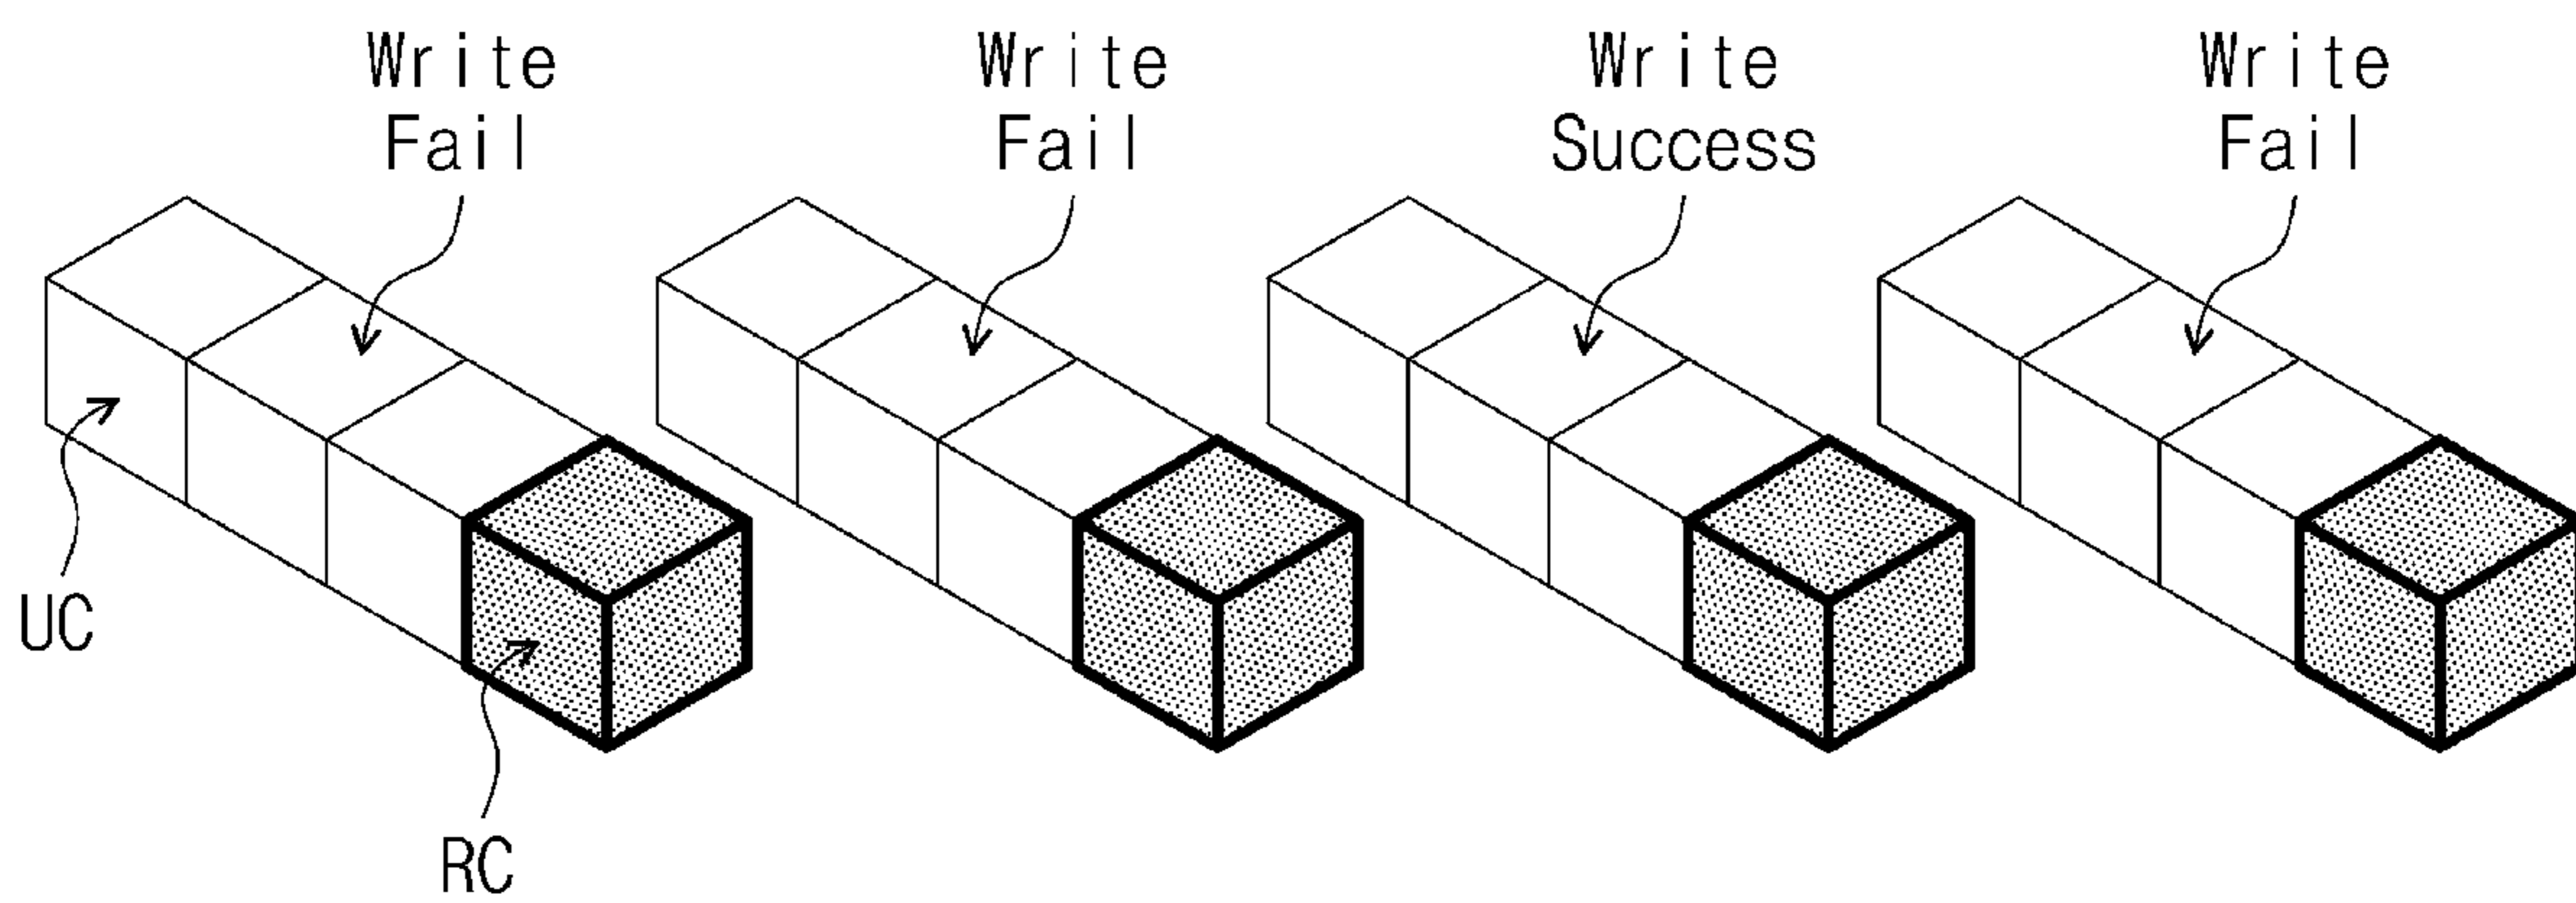 Write
Fail
Write
Fail
Write
Success
Write
Fail
UC
RC